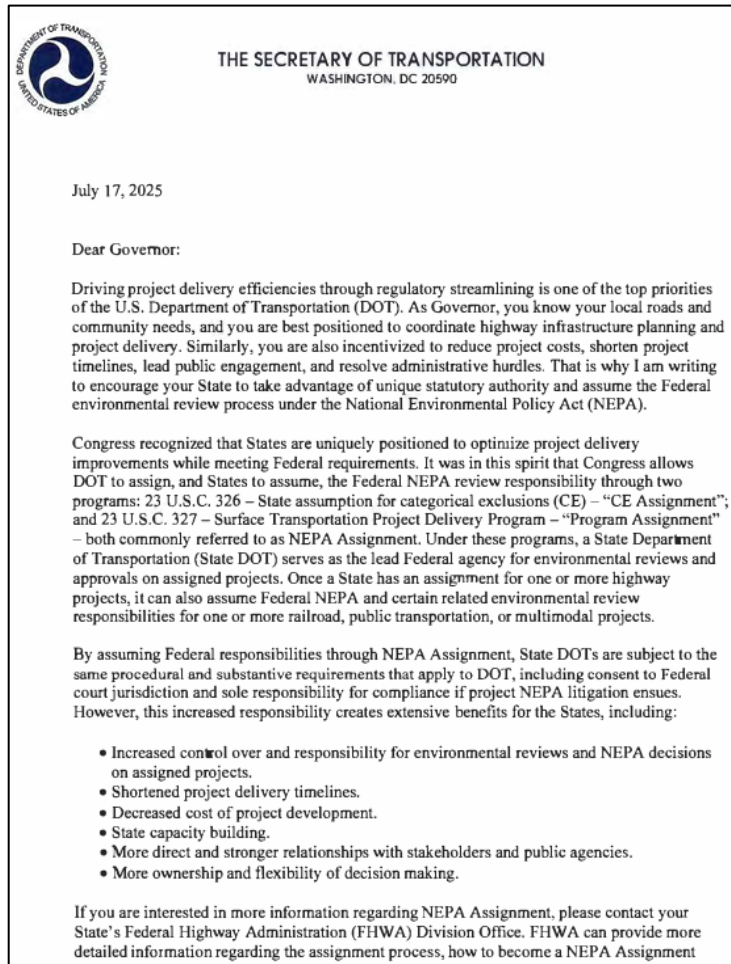 DEPARTMENT OF TRANSPORTATION
UNITED STATES OF AMERICA
THE SECRETARY OF TRANSPORTATION
WASHINGTON, DC 20590
July 17, 2025
Dear Governor:
Driving project delivery efficiencies through regulatory streamlining is one of the top priorities
of the U.S. Department of Transportation (DOT). As Governor, you know your local roads and
community needs, and you are best positioned to coordinate highway infrastructure planning and
project delivery. Similarly, you are also incentivized to reduce project costs, shorten project
timelines, lead public engagement, and resolve administrative hurdles. That is why I am writing
to encourage your State to take advantage of unique statutory authority and assume the Federal
environmental review process under the National Environmental Policy Act (NEPA).
Congress recognized that States are uniquely positioned to optimize project delivery
improvements while meeting Federal requirements. It was in this spirit that Congress allows
DOT to assign, and States to assume, the Federal NEPA review responsibility through two
programs: 23 U.S.C. 326 – State assumption for categorical exclusions (CE) – “CE Assignment”;
and 23 U.S.C. 327 – Surface Transportation Project Delivery Program – “Program Assignment”
– both commonly referred to as NEPA Assignment. Under these programs, a State Department
of Transportation (State DOT) serves as the lead Federal agency for environmental reviews and
approvals on assigned projects. Once a State has an assignment for one or more highway
projects, it can also assume Federal NEPA and certain related environmental review
responsibilities for one or more railroad, public transportation, or multimodal projects.
By assuming Federal responsibilities through NEPA Assignment, State DOTs are subject to the
same procedural and substantive requirements that apply to DOT, including consent to Federal
court jurisdiction and sole responsibility for compliance if project NEPA litigation ensues.
However, this increased responsibility creates extensive benefits for the States, including:
• Increased control over and responsibility for environmental reviews and NEPA decisions
on assigned projects.
• Shortened project delivery timelines.
• Decreased cost of project development.
• State capacity building.
• More direct and stronger relationships with stakeholders and public agencies.
• More ownership and flexibility of decision making.
If you are interested in more information regarding NEPA Assignment, please contact your
State’s Federal Highway Administration (FHWA) Division Office. FHWA can provide more
detailed information regarding the assignment process, how to become a NEPA Assignment